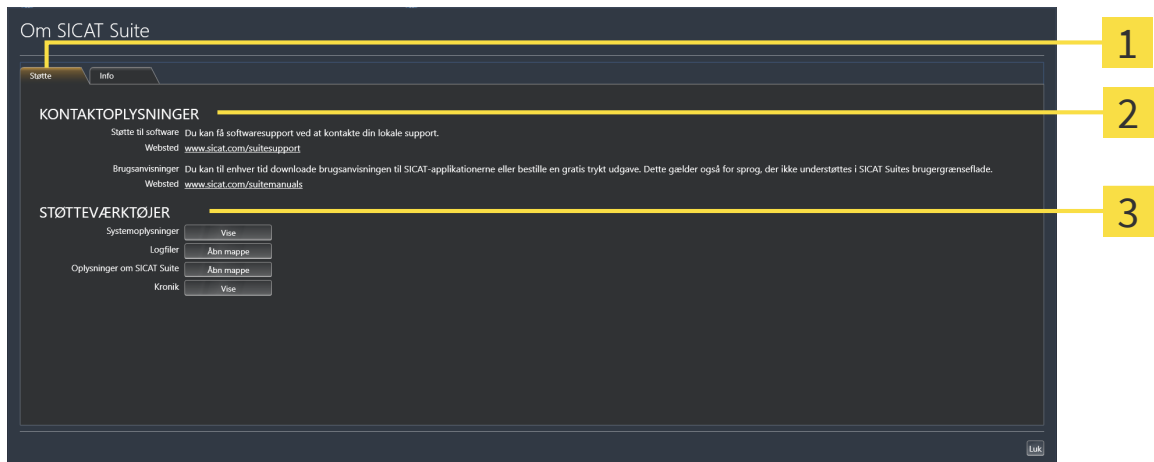 Om SICAT Suite
1
Støtte
Info
KONTAKTOPLYSNINGER
2
Støtte til software Du kan få softwaresupport ved at kontakte din lokale support.
Websted www.sicat.com/suitesupport
Brugsanvisninger Du kan til enhver tid downloade brugsanvisningen til SICAT-applikationerne eller bestille en gratis trykt udgave. Dette gælder også for sprog, der ikke understøttes i SICAT Suites brugergrænseflade.
Websted www.sicat.com/suitemanuals
STØTTEVÆRKTØJER
3
Systemoplysninger Vise
Logfiler Åbn mappe
Oplysninger om SICAT Suite Åbn mappe
Kronik Vise
Luk